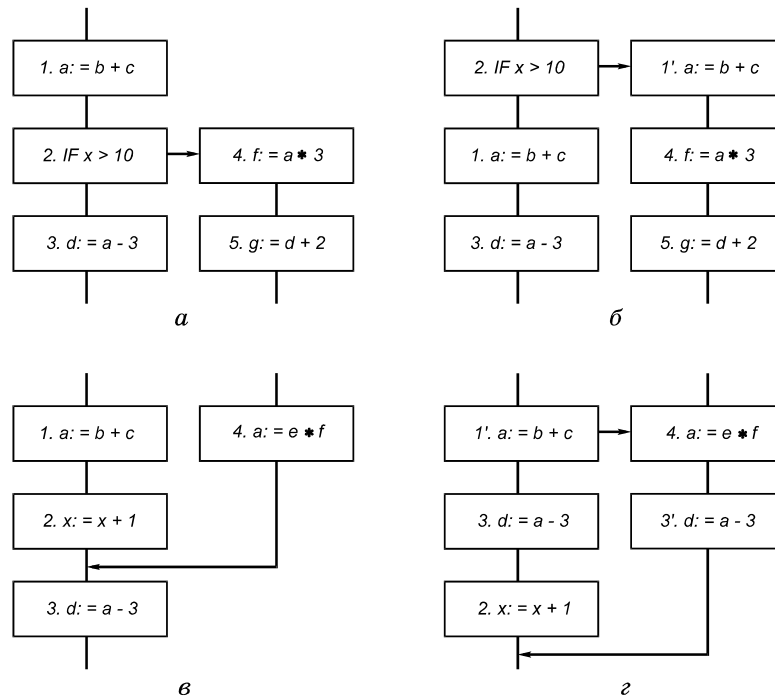 1. a: = b + c
2. IF x > 10
4. f: = a * 3
3. d: = a - 3
5. g: = d + 2
а
2. IF x > 10
1'. a: = b + c
1. a: = b + c
4. f: = a * 3
3. d: = a - 3
5. g: = d + 2
б
1. a: = b + c
4. a: = e * f
2. x: = x + 1
3. d: = a - 3
в
1'. a: = b + c
4. a: = e * f
3. d: = a - 3
3'. d: = a - 3
2. x: = x + 1
г